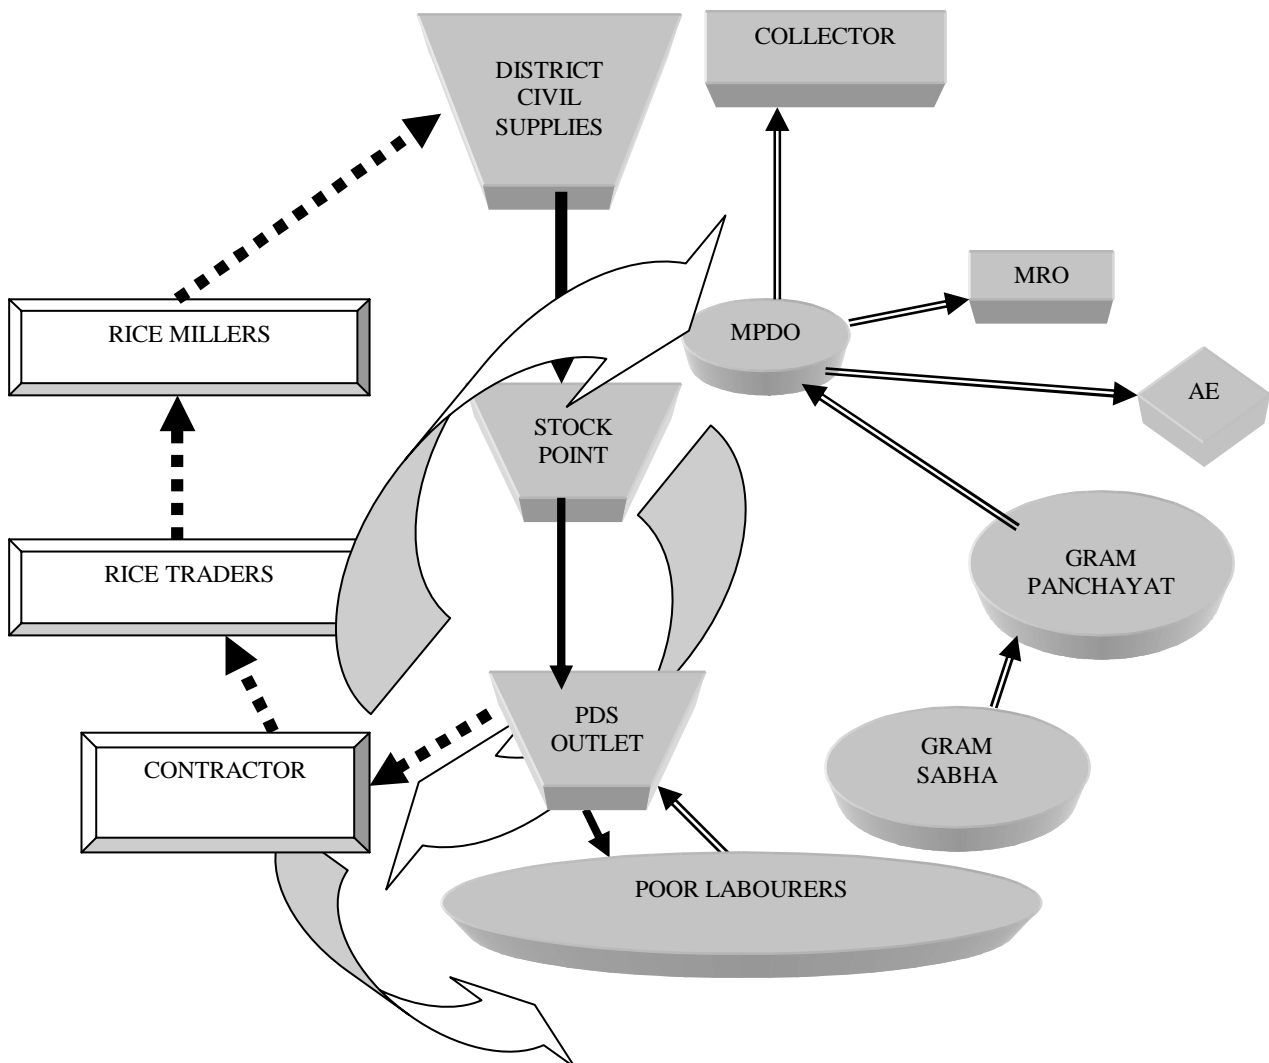 COLLECTOR
DISTRICT
CIVIL
SUPPLIES
MRO
RICE MILLERS
MPDO
AE
STOCK
POINT
RICE TRADERS
GRAM
PANCHAYAT
PDS
OUTLET
GRAM
SABHA
CONTRACTOR
POOR LABOURERS